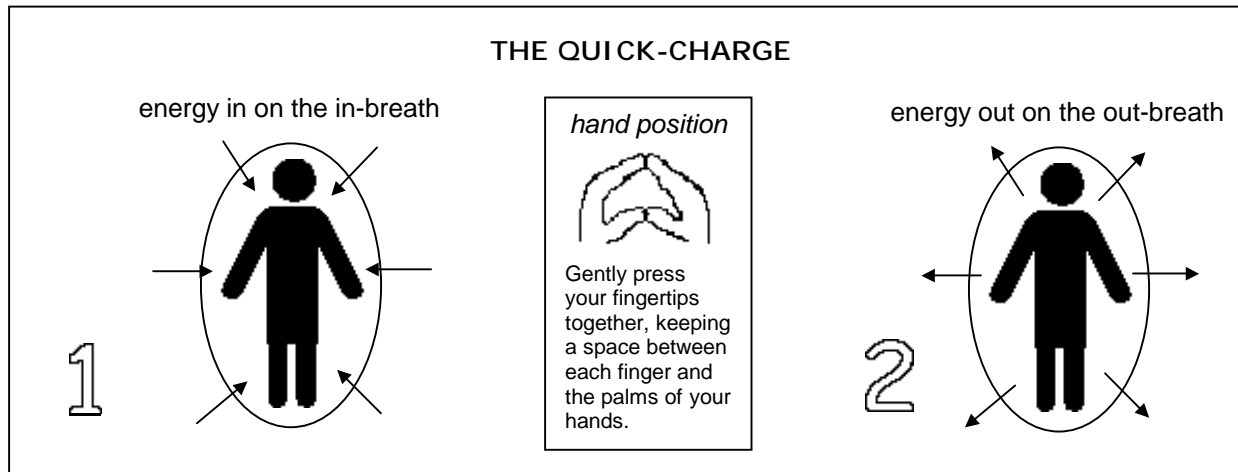 THE QUICK-CHARGE
energy in on the in-breath
hand position
Gently press
your fingertips
together, keeping
a space between
each finger and
the palms of your
hands.
energy out on the out-breath
1
2